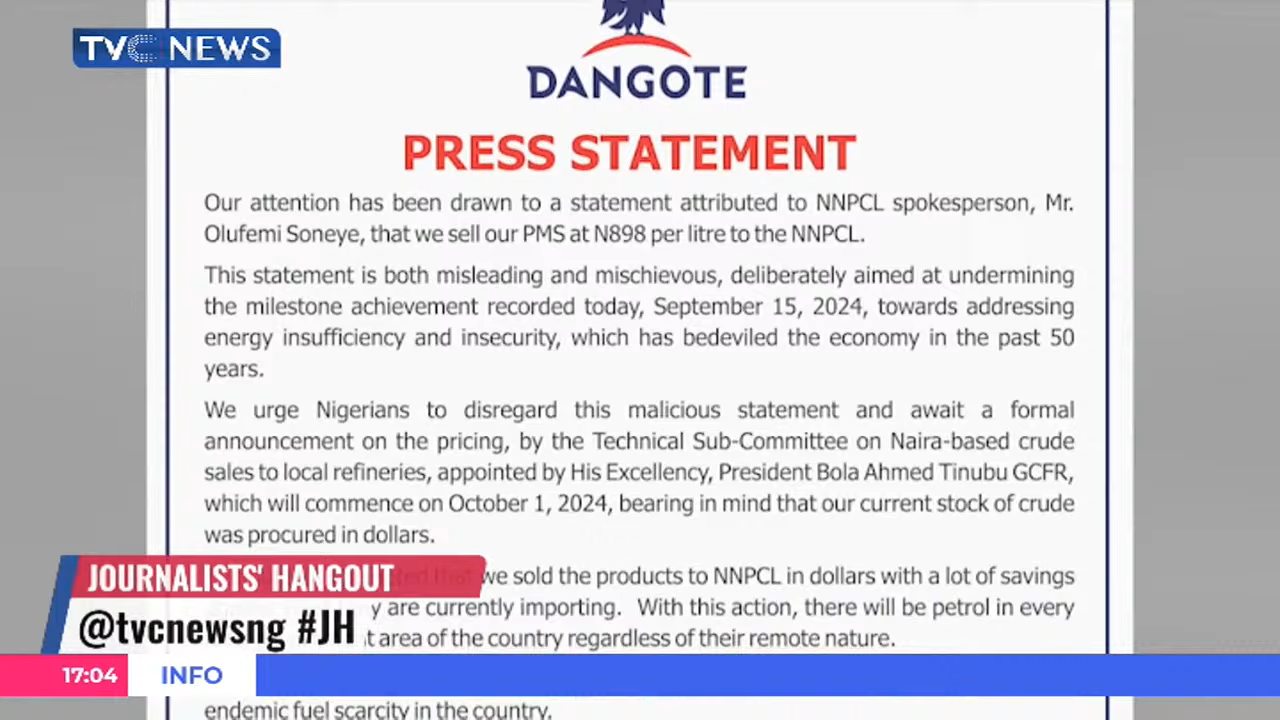 TVC NEWS
DANGOTE
PRESS STATEMENT
Our attention has been drawn to a statement attributed to NNPCL spokesperson, Mr.
Olufemi Soneye, that we sell our PMS at N898 per litre to the NNPCL.
This statement is both misleading and mischievous, deliberately aimed at undermining
the milestone achievement recorded today, September 15, 2024, towards addressing
energy insufficiency and insecurity, which has bedeviled the economy in the past 50
years.
We urge Nigerians to disregard this malicious statement and await a formal
announcement on the pricing, by the Technical Sub-Committee on Naira-based crude
sales to local refineries, appointed by His Excellency, President Bola Ahmed Tinubu GCFR,
which will commence on October 1, 2024, bearing in mind that our current stock of crude
was procured in dollars.
we sold the products to NNPCL in dollars with a lot of savings
are currently importing. With this action, there will be petrol in every
area of the country regardless of their remote nature.
endemic fuel scarcity in the country.
JOURNALISTS' HANGOUT
@tvcnewsng #JH
17:04 INFO